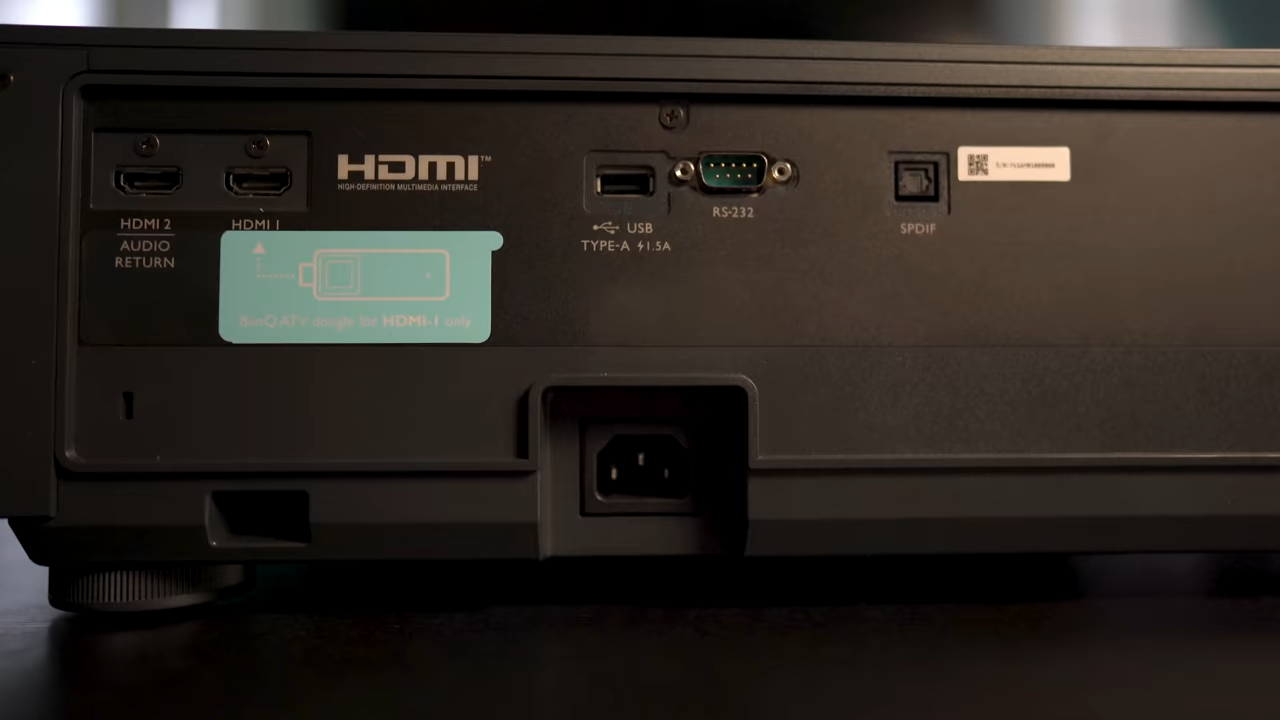 HDMI™
HIGH-DEFINITION MULTIMEDIA INTERFACE
HDMI 2
AUDIO
RETURN
HDMI 1
BenQ ATV dongle for HDMI-1 only
USB
TYPE-A 1.5A
RS-232
SPDIF